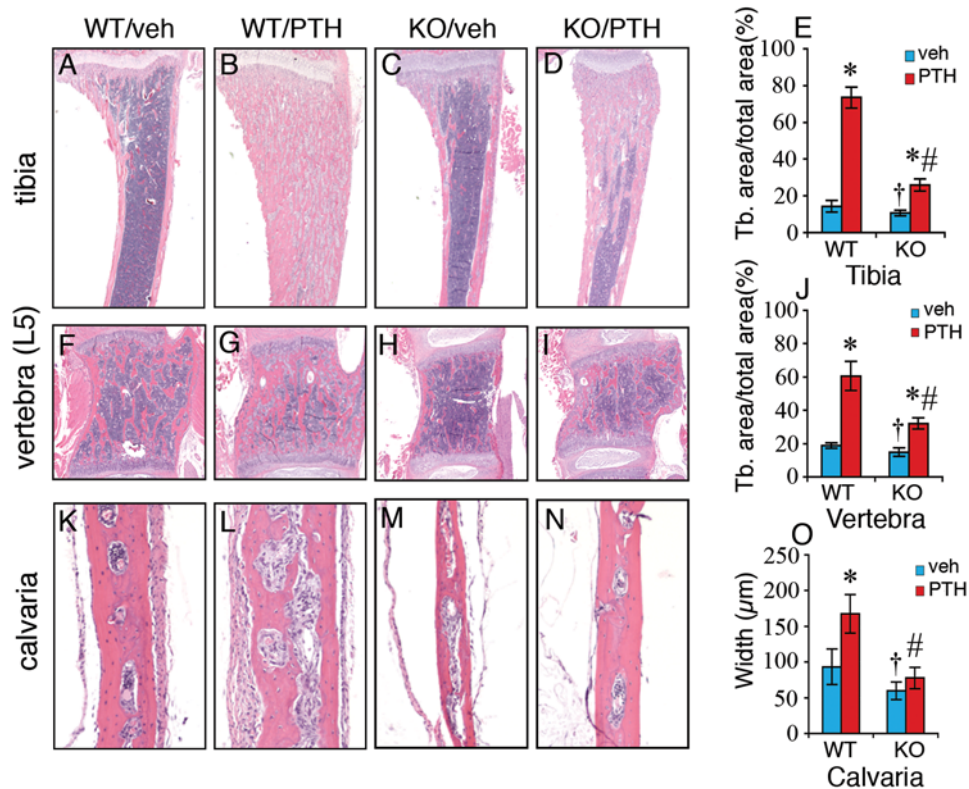 WT/veh WT/PTH KO/veh KO/PTH
tibia
A B C D
E
Tb. area/total area(%)
100
80
60
40
20
0
veh
PTH
*
†
*#
WT KO
Tibia
vertebra (L5)
F G H I
J
Tb. area/total area(%)
100
80
60
40
20
0
veh
PTH
*
†
*#
WT KO
Vertebra
calvaria
K L M N
O
Width (µm)
250
200
150
100
50
0
veh
PTH
*
†
#
WT KO
Calvaria